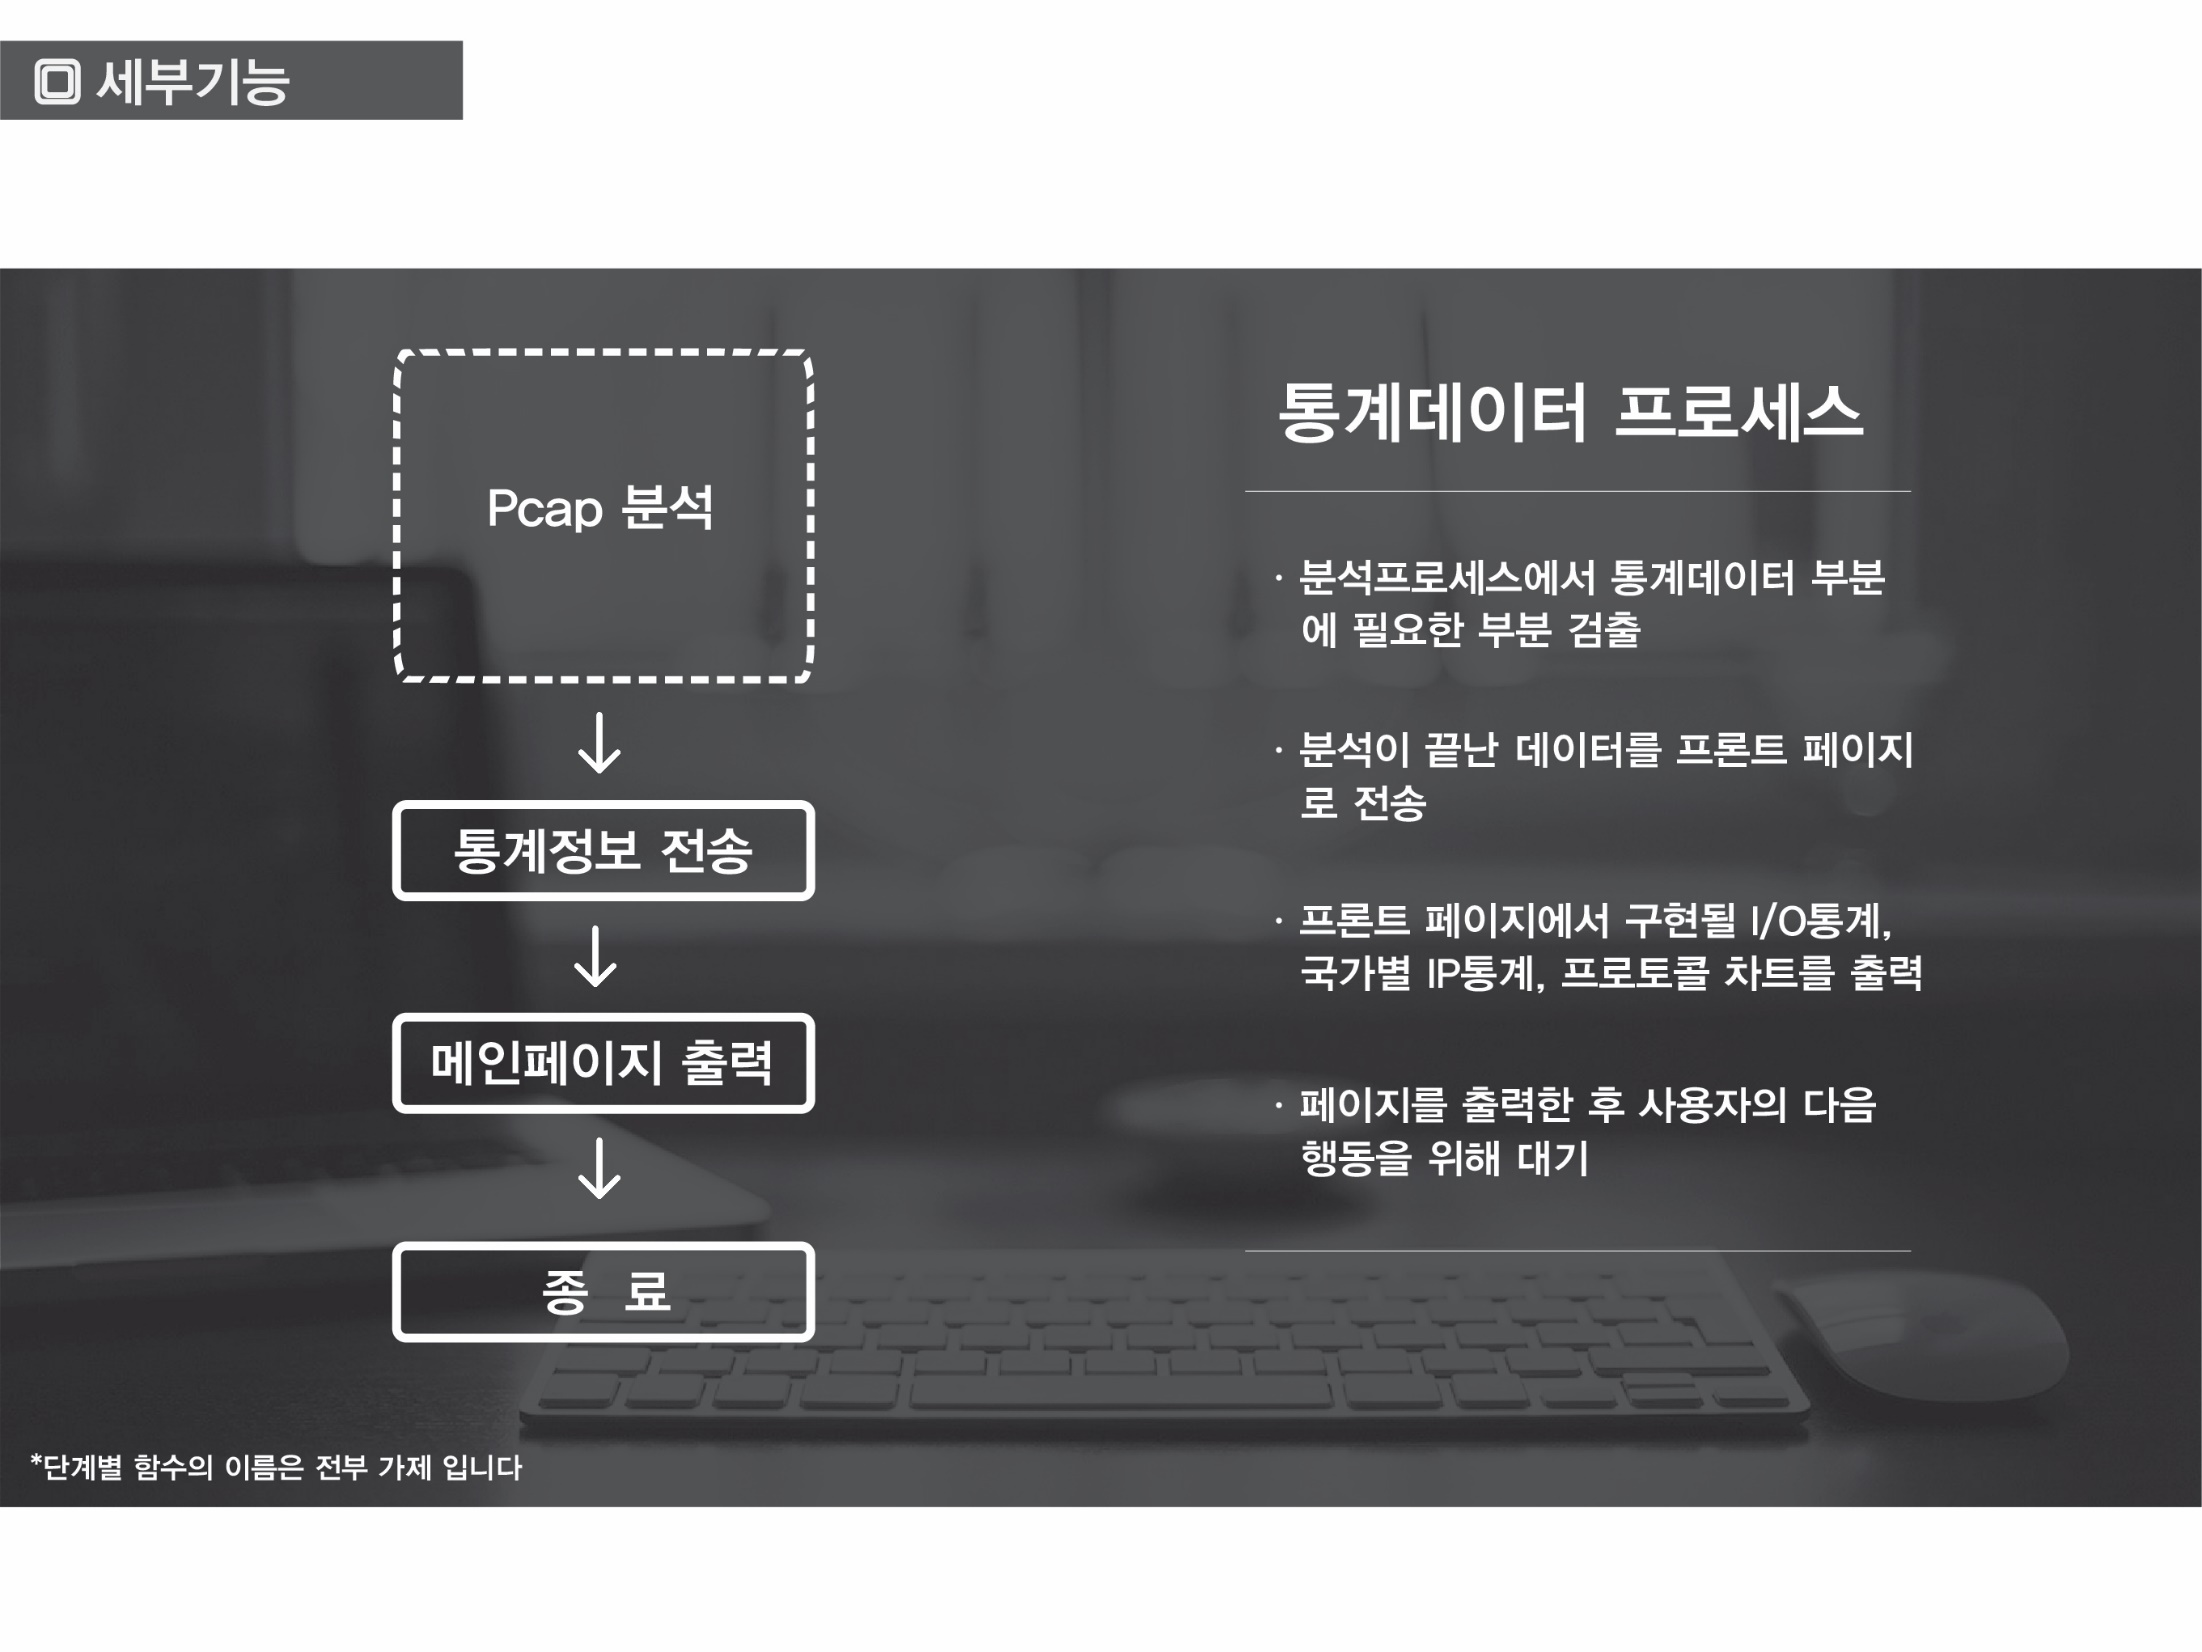 세부기능
Pcap 분석
통계정보 전송
메인페이지 출력
종 료
통계데이터 프로세스
· 분석프로세스에서 통계데이터 부분
에 필요한 부분 검출
· 분석이 끝난 데이터를 프론트 페이지
로 전송
· 프론트 페이지에서 구현될 I/O통계,
국가별 IP통계, 프로토콜 차트를 출력
· 페이지를 출력한 후 사용자의 다음
행동을 위해 대기
*단계별 함수의 이름은 전부 가제 입니다